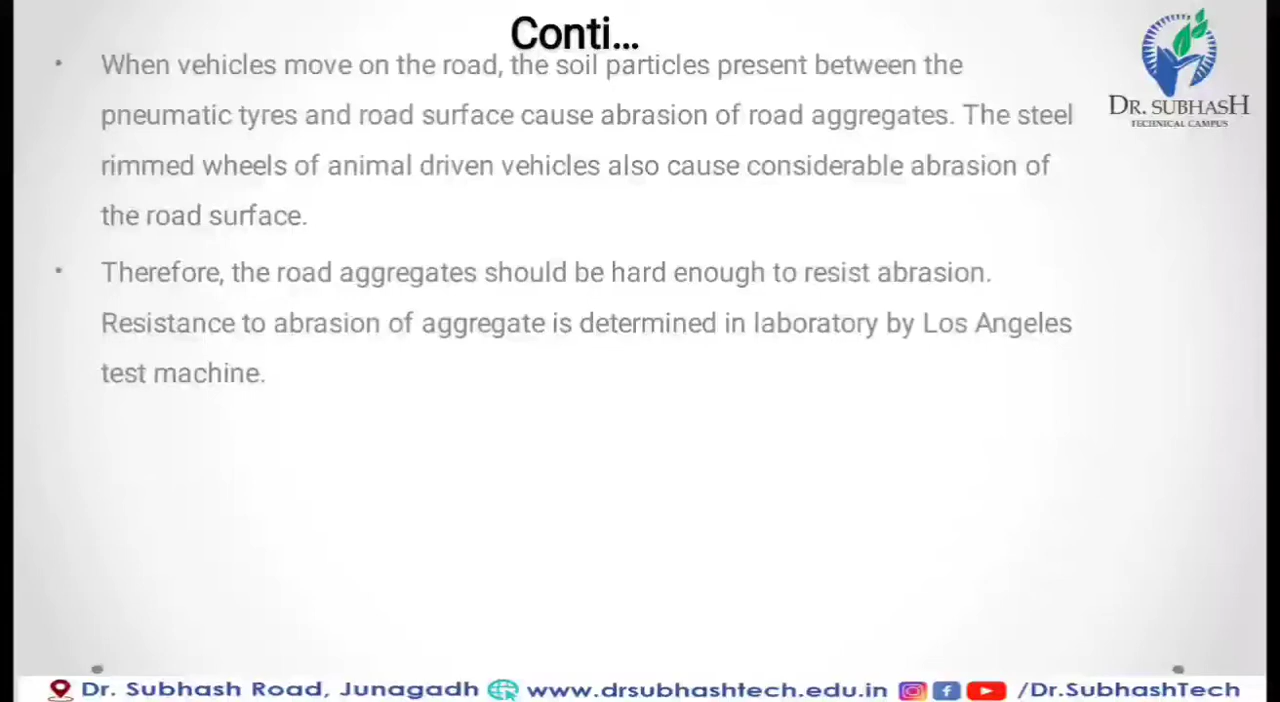 Conti...
• When vehicles move on the road, the soil particles present between the
pneumatic tyres and road surface cause abrasion of road aggregates. The steel
rimmed wheels of animal driven vehicles also cause considerable abrasion of
the road surface.
• Therefore, the road aggregates should be hard enough to resist abrasion.
Resistance to abrasion of aggregate is determined in laboratory by Los Angeles
test machine.
DR. SUBHASH
TECHNICAL CAMPUS
Dr. Subhash Road, Junagadh www.drsubhashtech.edu.in /Dr.SubhashTech